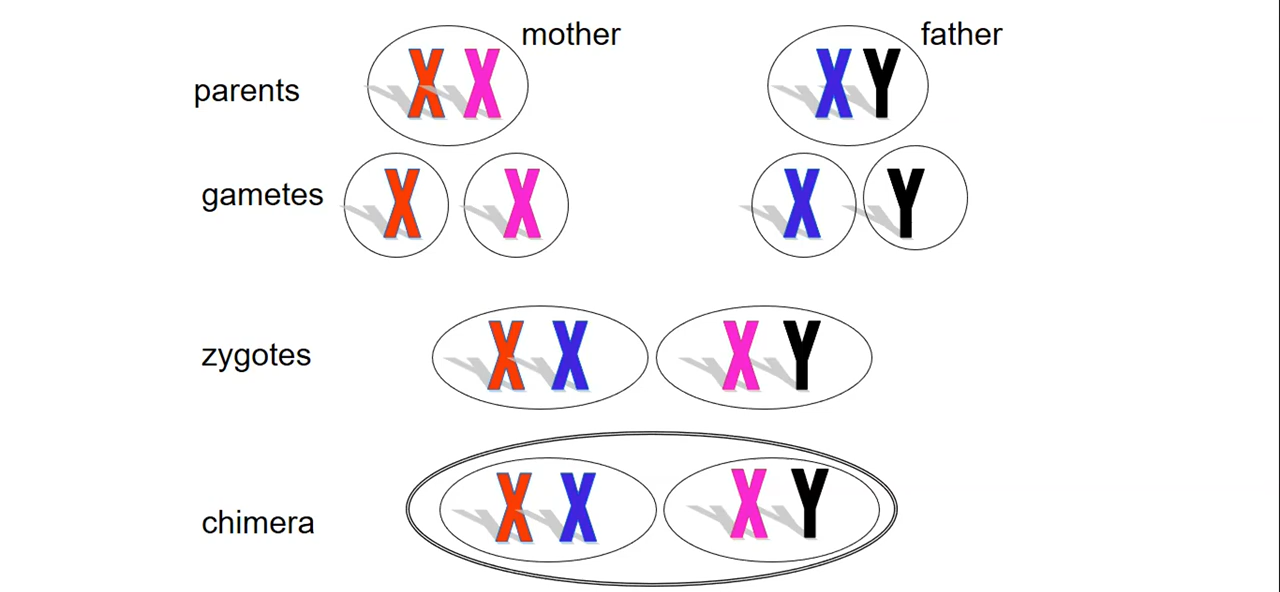 mother father
parents X X X Y
gametes X X X Y
zygotes X X X Y
chimera X X X Y